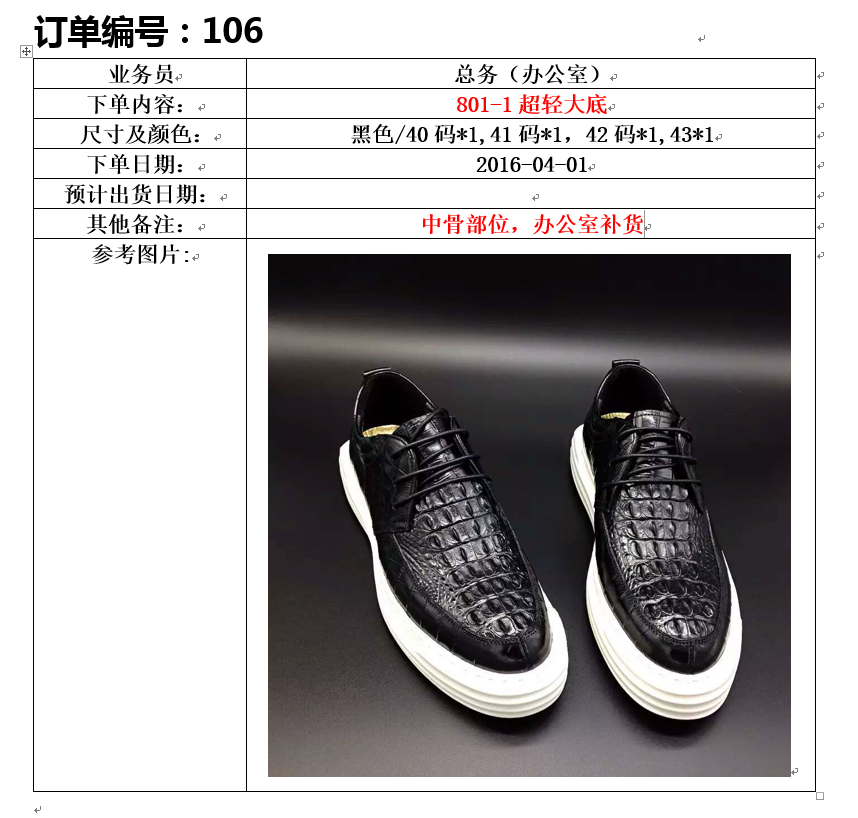 订单编号：106
业务员
总务（办公室）
下单内容：
801-1 超轻大底
尺寸及颜色：
黑色/40 码*1,41 码*1，42 码*1,43*1
下单日期：
2016-04-01
预计出货日期：
其他备注：
中骨部位，办公室补货
参考图片: